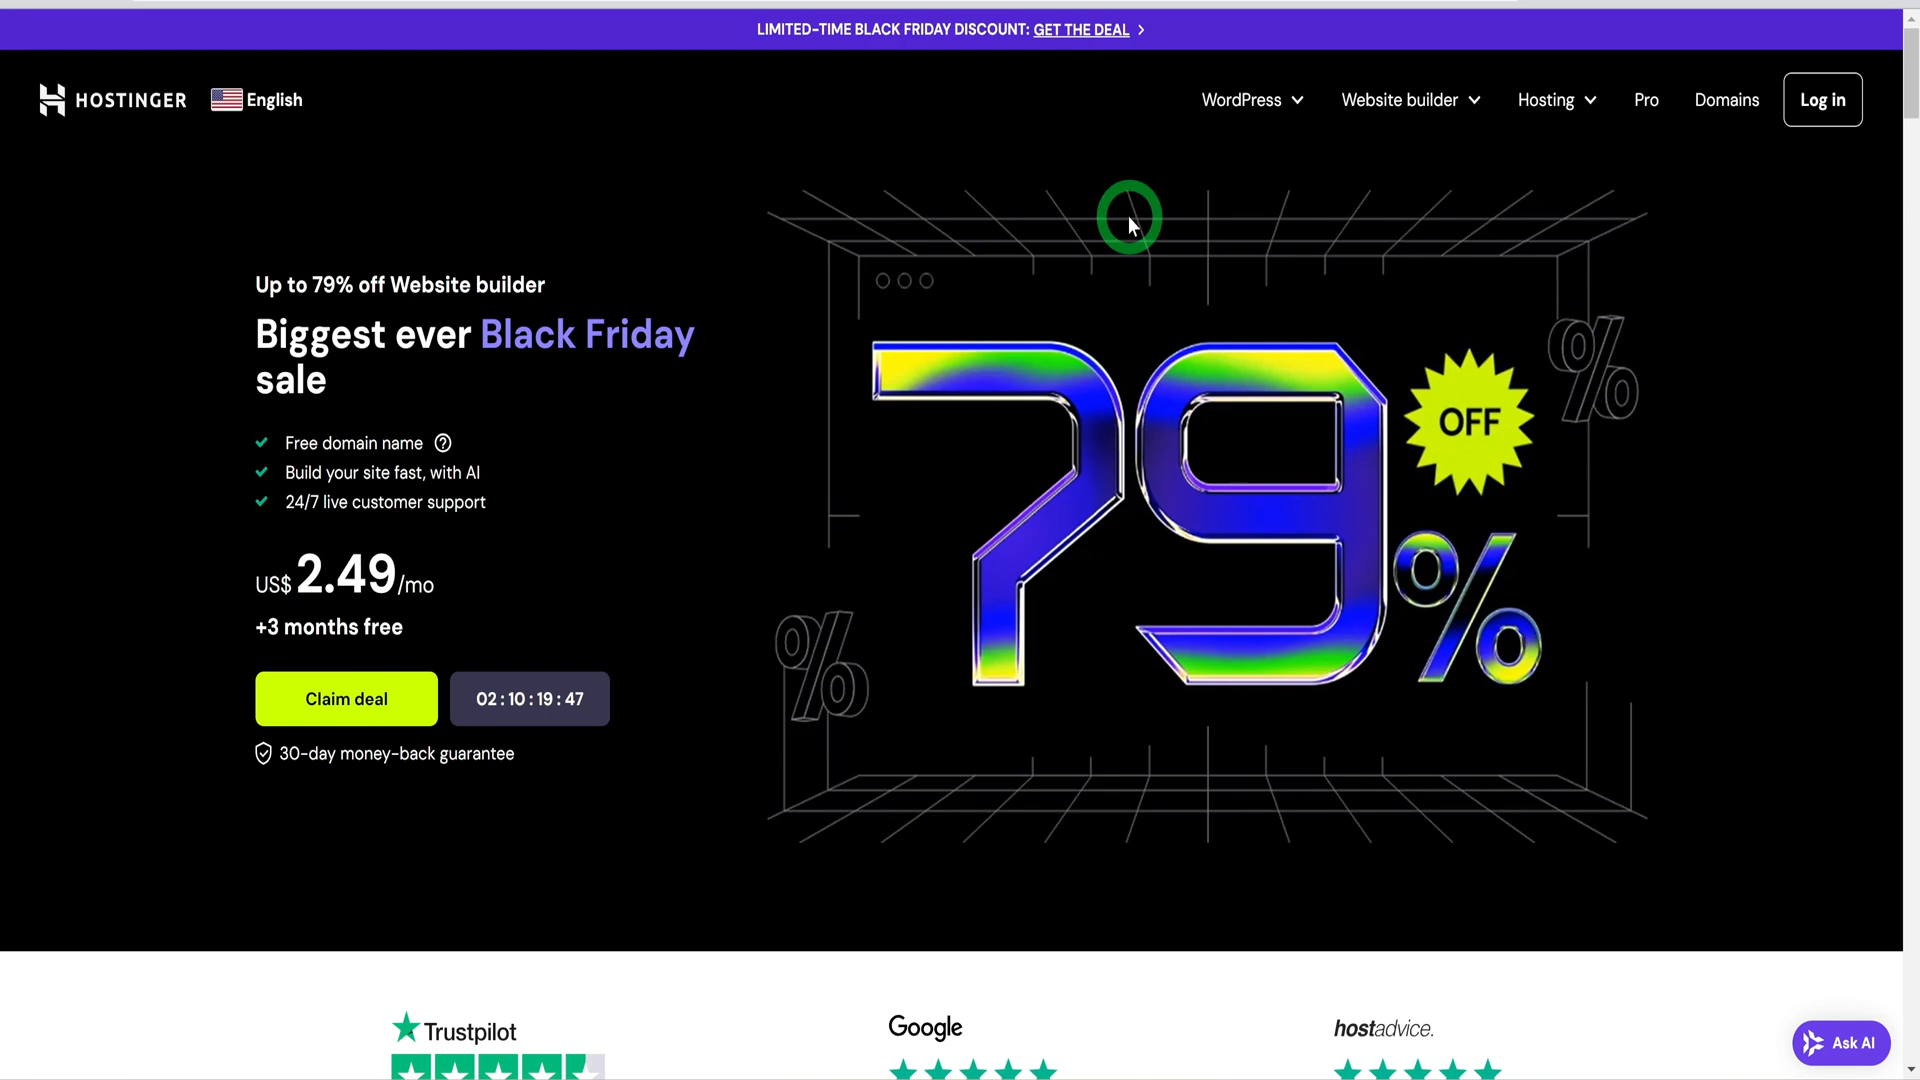 LIMITED-TIME BLACK FRIDAY DISCOUNT: GET THE DEAL
HOSTINGER
English
WordPress
Website builder
Hosting
Pro
Domains
Log in
Up to 79% off Website builder
Biggest ever Black Friday
sale
Free domain name ?
Build your site fast, with AI
24/7 live customer support
US$ 2.49/mo
+3 months free
Claim deal
02 : 10 : 19 : 47
30-day money-back guarantee
79%
OFF
%
%
Trustpilot
Google
hostadvice.
Ask AI